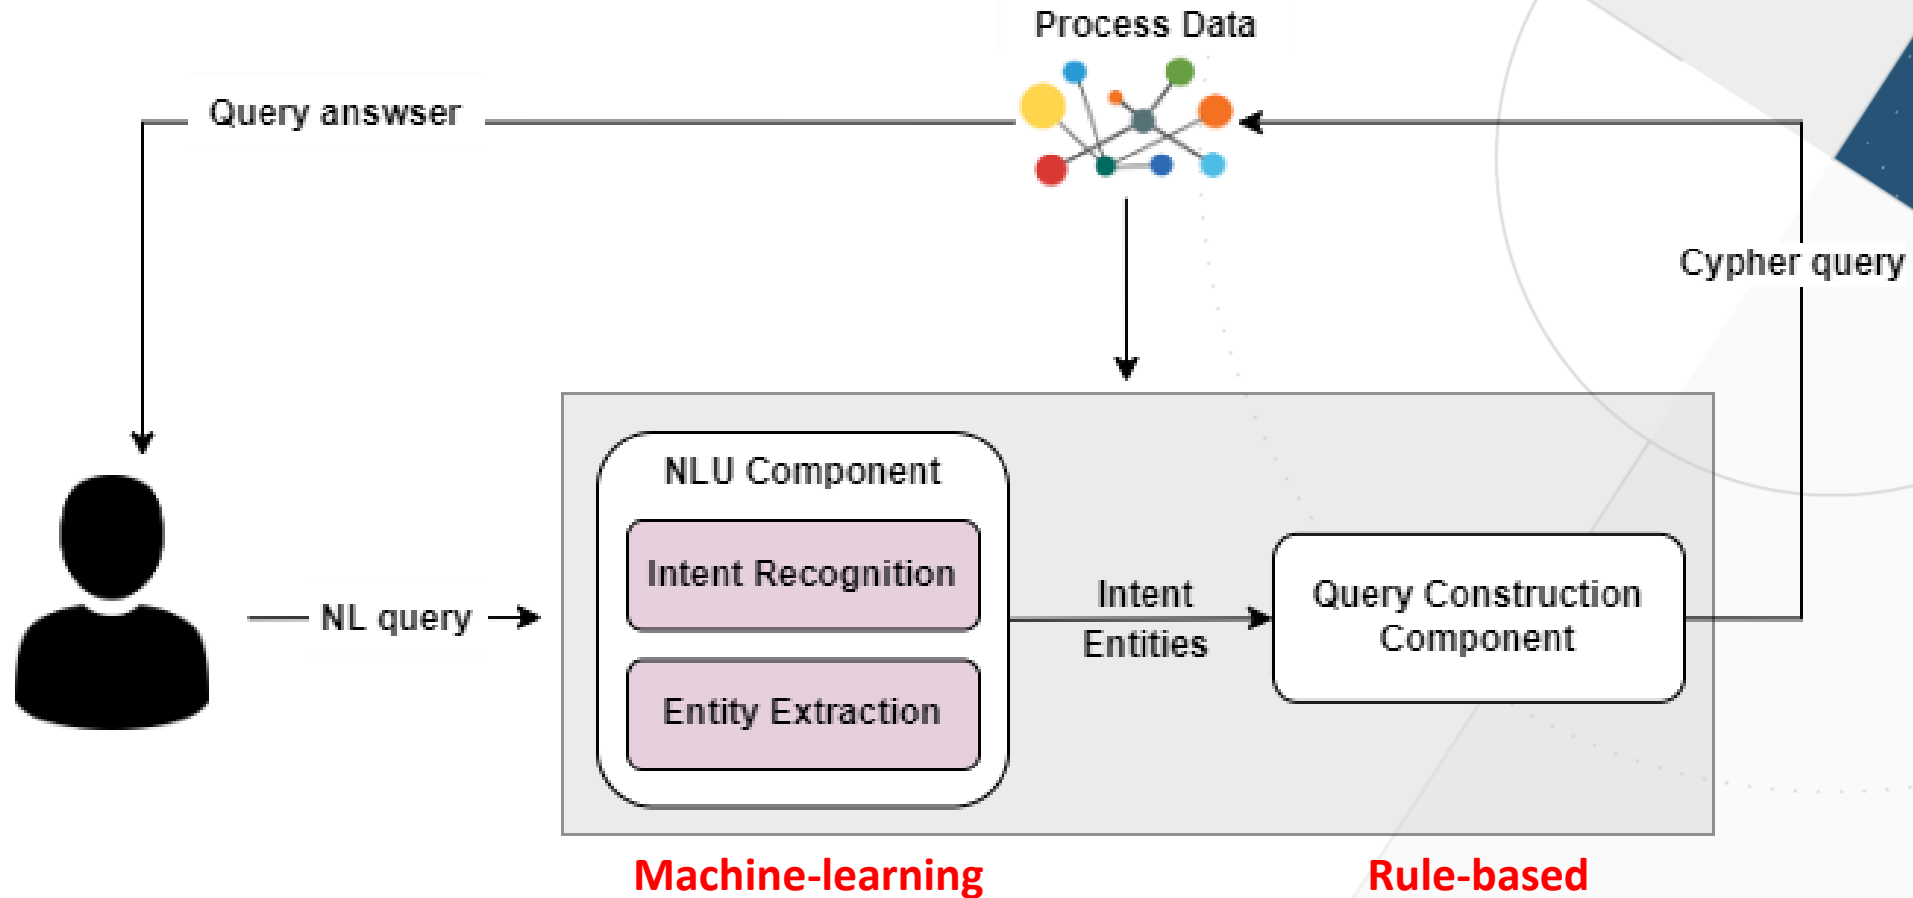 Process Data
Query answser
Cypher query
NLU Component
Intent Recognition
NL query
Intent
Entities
Query Construction
Component
Entity Extraction
Machine-learning
Rule-based